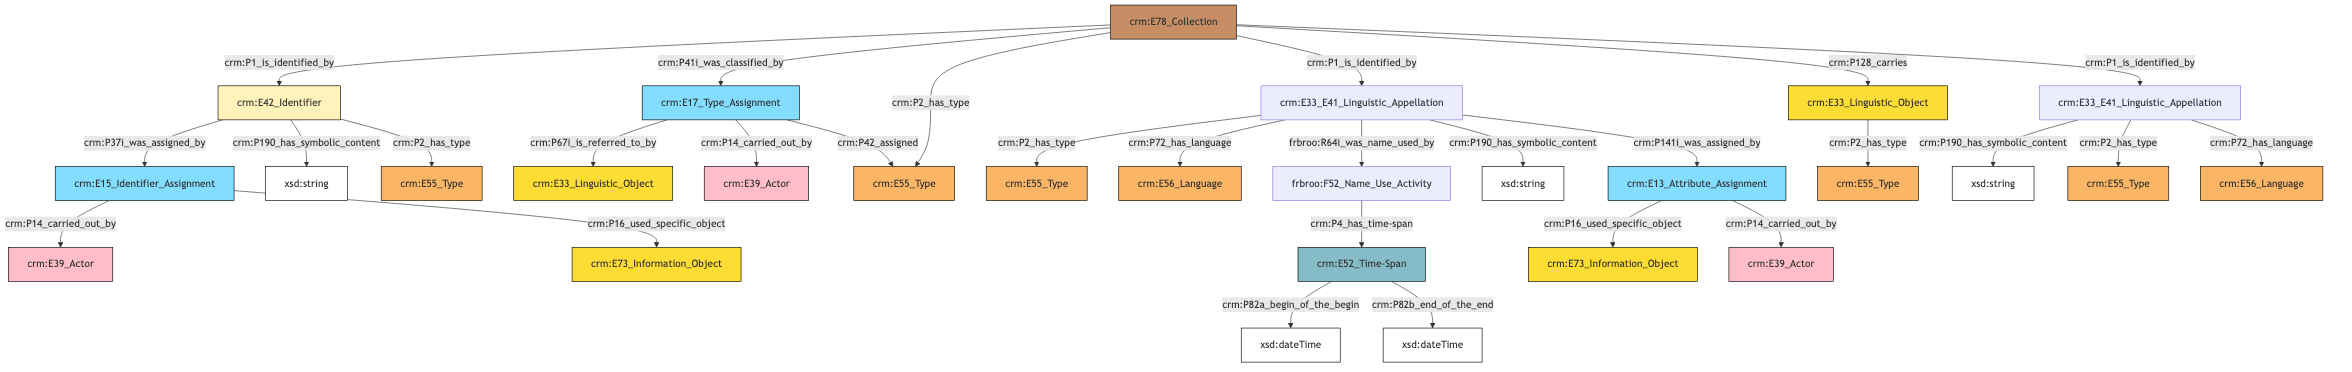 crm:E78_Collection
crm:P1_is_identified_by
crm:P41i_was_classified_by
crm:P1_is_identified_by
crm:P128_carries
crm:P1_is_identified_by
crm:E42_Identifier
crm:E17_Type_Assignment
crm:P2_has_type
crm:E33_E41_Linguistic_Appellation
crm:E33_Linguistic_Object
crm:E33_E41_Linguistic_Appellation
crm:P37i_was_assigned_by
crm:P190_has_symbolic_content
crm:P2_has_type
crm:P67i_is_referred_to_by
crm:P14_carried_out_by
crm:P42_assigned
crm:P2_has_type
crm:P72_has_language
frbroo:R64i_was_name_used_by
crm:P190_has_symbolic_content
crm:P141i_was_assigned_by
crm:P2_has_type
crm:P190_has_symbolic_content
crm:P2_has_type
crm:P72_has_language
crm:E15_Identifier_Assignment
xsd:string
crm:E55_Type
crm:E33_Linguistic_Object
crm:E39_Actor
crm:E55_Type
crm:E55_Type
crm:E56_Language
frbroo:F52_Name_Use_Activity
xsd:string
crm:E13_Attribute_Assignment
crm:E55_Type
xsd:string
crm:E55_Type
crm:E56_Language
crm:P14_carried_out_by
crm:P16_used_specific_object
crm:P4_has_time-span
crm:P16_used_specific_object
crm:P14_carried_out_by
crm:E39_Actor
crm:E73_Information_Object
crm:E52_Time-Span
crm:E73_Information_Object
crm:E39_Actor
crm:P82a_begin_of_the_begin
crm:P82b_end_of_the_end
xsd:dateTime
xsd:dateTime